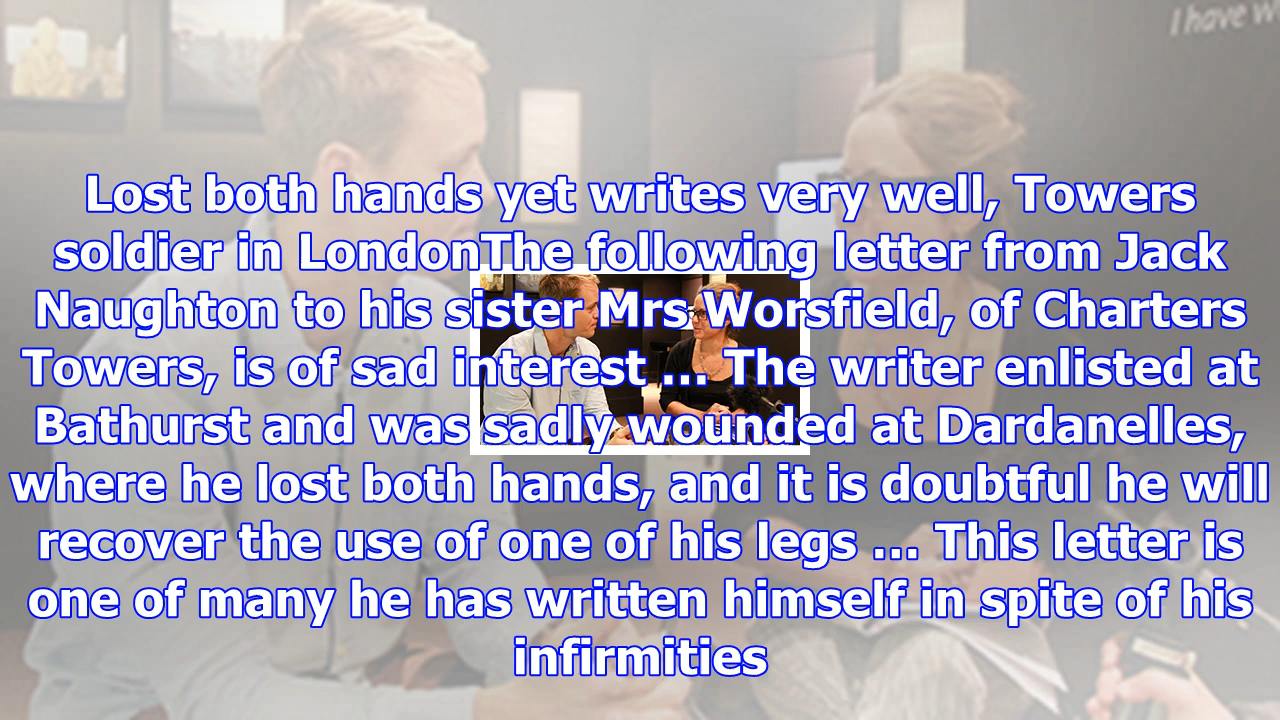 I have w
Lost both hands yet writes very well, Towers
soldier in LondonThe following letter from Jack
Naughton to his sister Mrs Worsfield, of Charters
Towers, is of sad interest ... The writer enlisted at
Bathurst and was sadly wounded at Dardanelles,
where he lost both hands, and it is doubtful he will
recover the use of one of his legs ... This letter is
one of many he has written himself in spite of his
infirmities